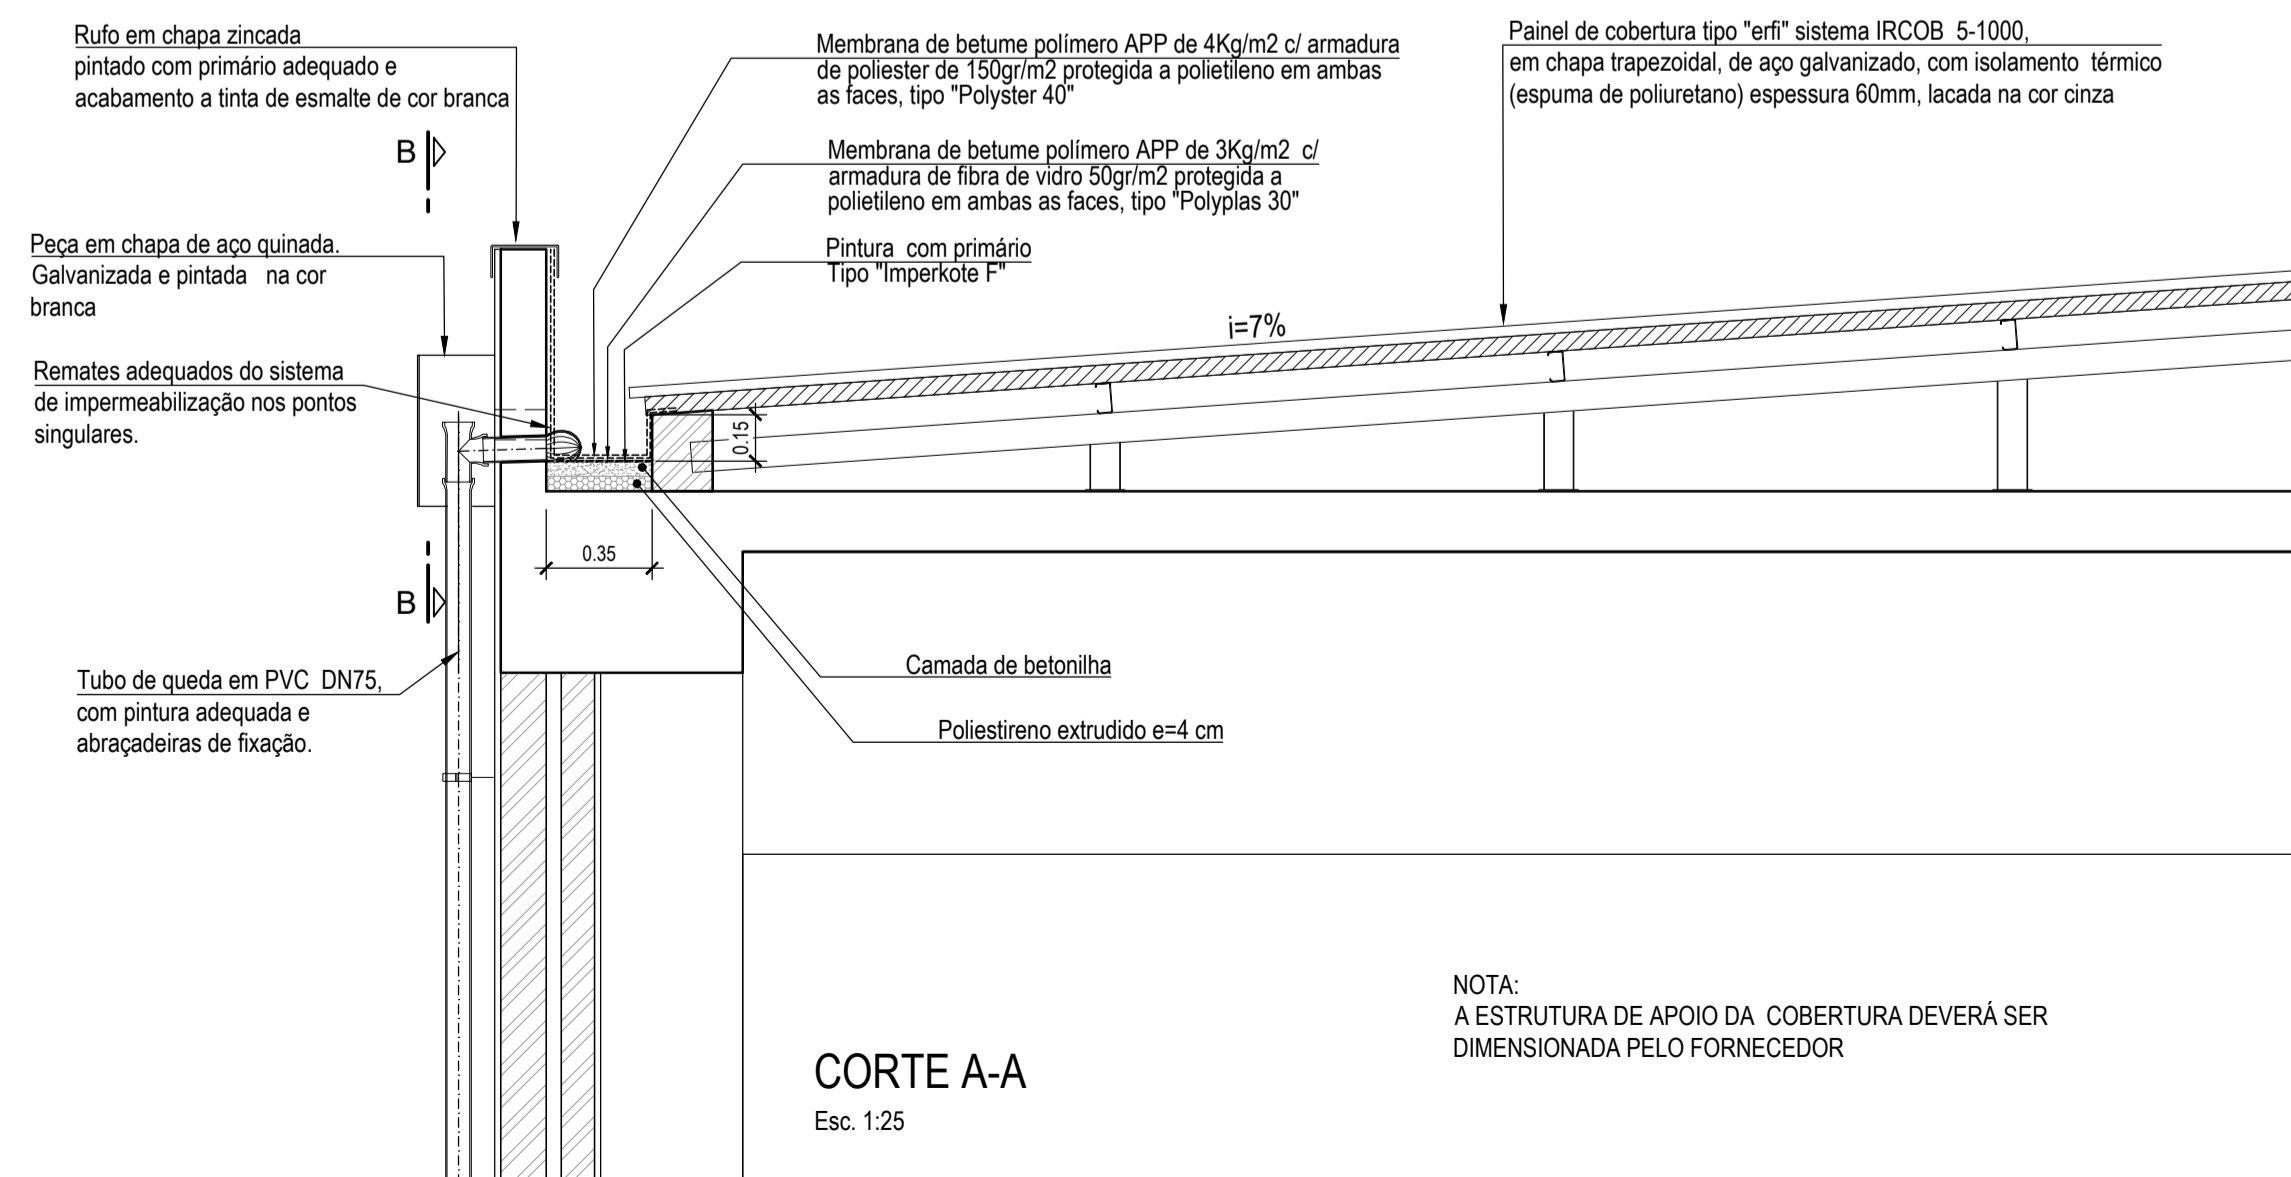 Rufo em chapa zincada
pintado com primário adequado e
acabamento a tinta de esmalte de cor branca
Membrana de betume polímero APP de 4Kg/m2 c/ armadura
de poliester de 150gr/m2 protegida a polietileno em ambas
as faces, tipo "Polyster 40"
Painel de cobertura tipo "erfi" sistema IRCOB 5-1000,
em chapa trapezoidal, de aço galvanizado, com isolamento térmico
(espuma de poliuretano) espessura 60mm, lacada na cor cinza
B
Membrana de betume polímero APP de 3Kg/m2 c/
armadura de fibra de vidro 50gr/m2 protegida a
polietileno em ambas as faces, tipo "Polyplas 30"
Peça em chapa de aço quinada.
Galvanizada e pintada na cor
branca
Pintura com primário
Tipo "Imperkote F"
i=7%
Remates adequados do sistema
de impermeabilização nos pontos
singulares.
0.15
0.35
B
Camada de betonilha
Tubo de queda em PVC DN75,
com pintura adequada e
abraçadeiras de fixação.
Poliestireno extrudido e=4 cm
NOTA:
A ESTRUTURA DE APOIO DA COBERTURA DEVERÁ SER
DIMENSIONADA PELO FORNECEDOR
CORTE A-A
Esc. 1:25